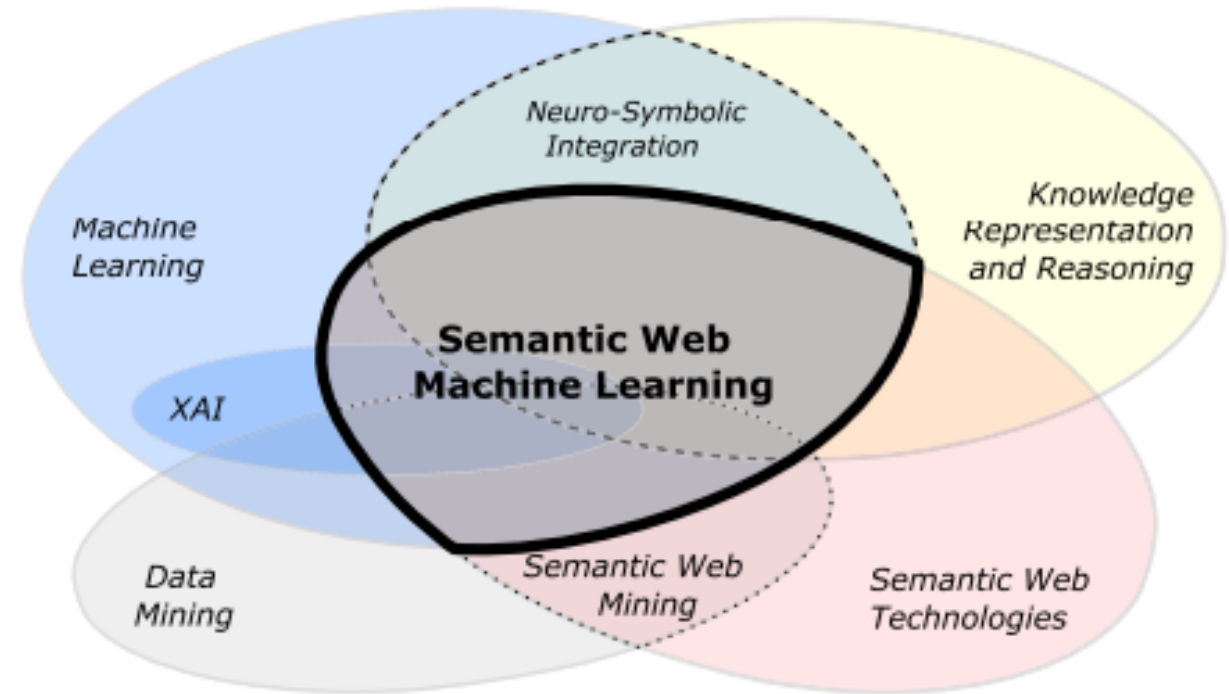 Neuro-Symbolic
Integration
Machine
Learning
Knowledge
Representation
and Reasoning
Semantic Web
Machine Learning
XAI
Data
Mining
Semantic Web
Mining
Semantic Web
Technologies